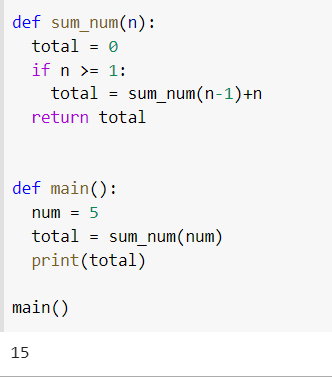 def sum_num(n):
  total = 0
  if n >= 1:
    total = sum_num(n-1)+n
  return total
def main():
  num = 5
  total = sum_num(num)
  print(total)
main()
15